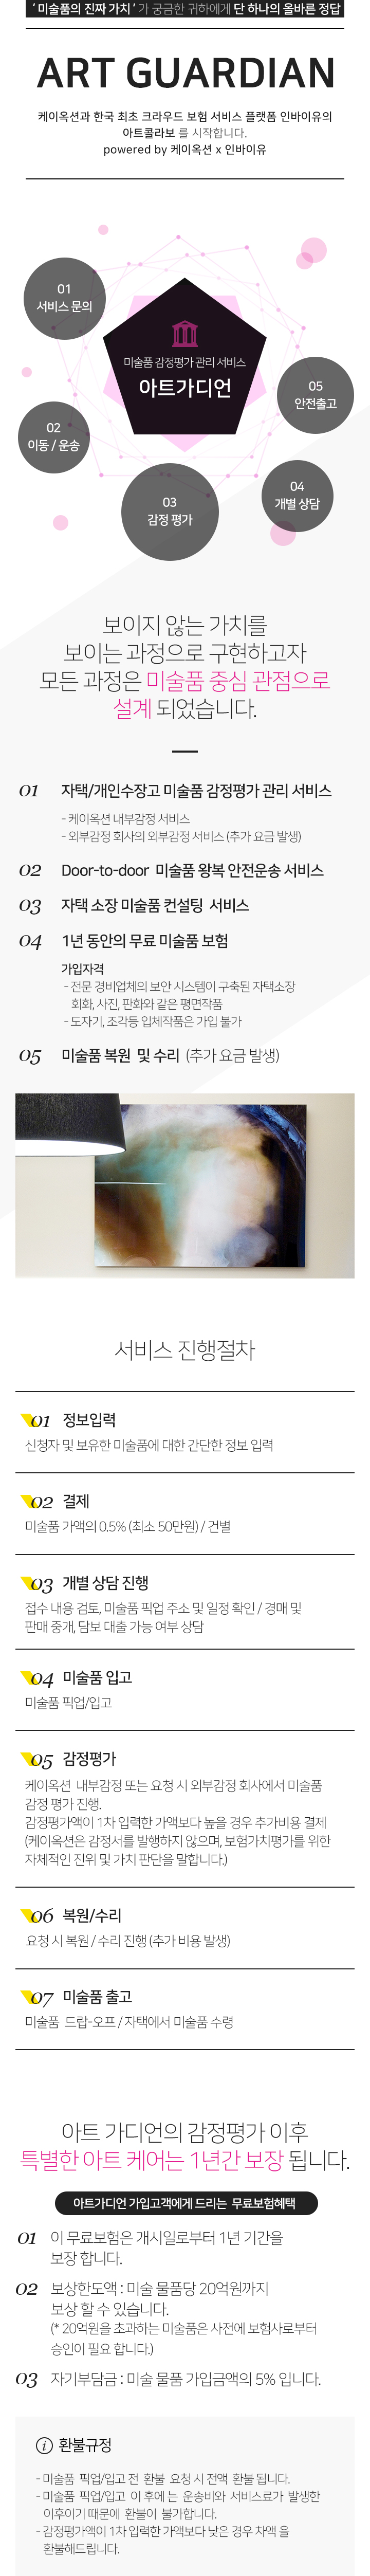 ‘ 미술품의 진짜 가치 ’ 가 궁금한 귀하에게 단 하나의 올바른 정답
ART GUARDIAN
케이옥션과 한국 최초 크라우드 보험 서비스 플랫폼 인바이유의
아트콜라보 를 시작합니다.
powered by 케이옥션 x 인바이유
01
서비스 문의
미술품 감정평가 관리 서비스
아트가디언
05
안전출고
02
이동 / 운송
04
개별 상담
03
감정 평가
보이지 않는 가치를
보이는 과정으로 구현하고자
모든 과정은 미술품 중심 관점으로
설계 되었습니다.
01 자택/개인수장고 미술품 감정평가 관리 서비스
- 케이옥션 내부감정 서비스
- 외부감정 회사의 외부감정 서비스 (추가 요금 발생)
02 Door-to-door 미술품 왕복 안전운송 서비스
03 자택 소장 미술품 컨설팅 서비스
04 1년 동안의 무료 미술품 보험
가입자격
- 전문 경비업체의 보안 시스템이 구축된 자택소장
회화, 사진, 판화와 같은 평면작품
- 도자기, 조각등 입체작품은 가입 불가
05 미술품 복원 및 수리 (추가 요금 발생)
서비스 진행절차
01 정보입력
신청자 및 보유한 미술품에 대한 간단한 정보 입력
02 결제
미술품 가액의 0.5% (최소 50만원) / 건별
03 개별 상담 진행
접수 내용 검토, 미술품 픽업 주소 및 일정 확인 / 경매 및
판매 중개, 담보 대출 가능 여부 상담
04 미술품 입고
미술품 픽업/입고
05 감정평가
케이옥션 내부감정 또는 요청 시 외부감정 회사에서 미술품
감정 평가 진행.
감정평가액이 1차 입력한 가액보다 높을 경우 추가비용 결제
(케이옥션은 감정서를 발행하지 않으며, 보험가치평가를 위한
자체적인 진위 및 가치 판단을 말합니다.)
06 복원/수리
요청 시 복원 / 수리 진행 (추가 비용 발생)
07 미술품 출고
미술품 드랍-오프 / 자택에서 미술품 수령
아트 가디언의 감정평가 이후
특별한 아트 케어는 1년간 보장 됩니다.
아트가디언 가입고객에게 드리는 무료보험혜택
01 이 무료보험은 개시일로부터 1년 기간을
보장 합니다.
02 보상한도액 : 미술 물품당 20억원까지
보상 할 수 있습니다.
(* 20억원을 초과하는 미술품은 사전에 보험사로부터
승인이 필요 합니다.)
03 자기부담금 : 미술 물품 가입금액의 5% 입니다.
i 환불규정
- 미술품 픽업/입고 전 환불 요청 시 전액 환불 됩니다.
- 미술품 픽업/입고 이 후에 는 운송비와 서비스료가 발생한
이후이기 때문에 환불이 불가합니다.
- 감정평가액이 1차 입력한 가액보다 낮은 경우 차액 을
환불해드립니다.